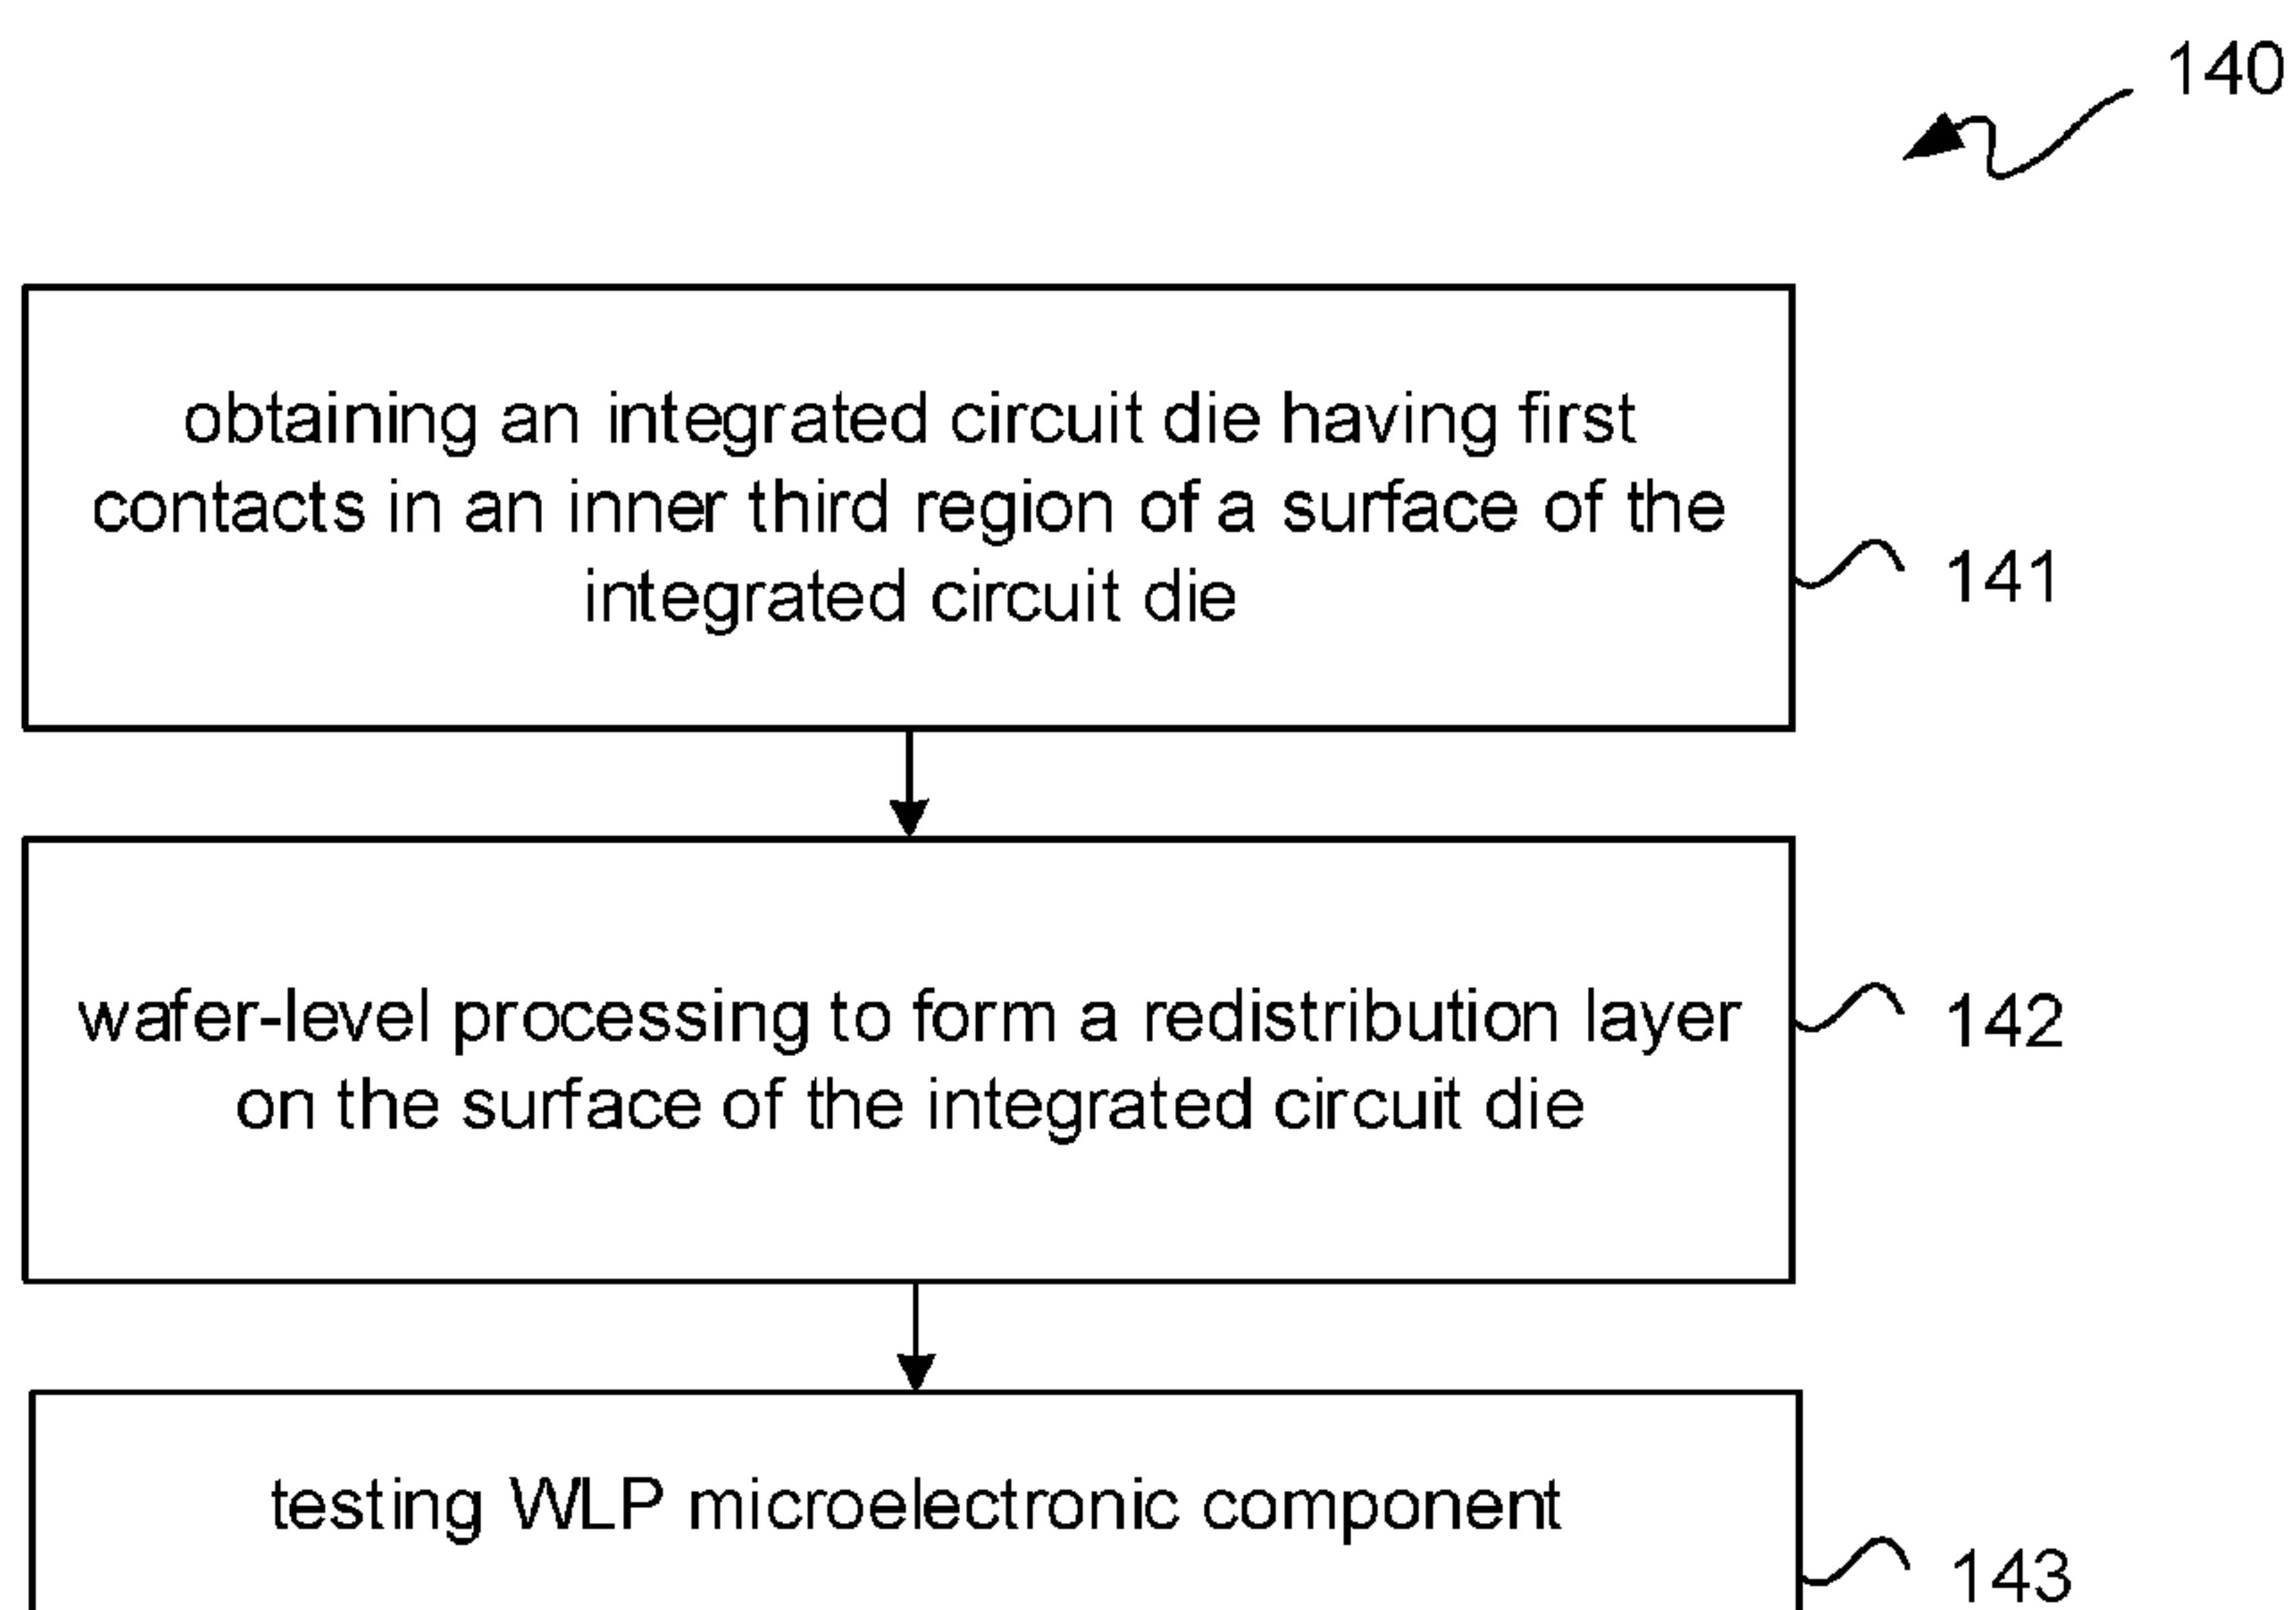 140
obtaining an integrated circuit die having first
contacts in an inner third region of a surface of the
integrated circuit die
141
wafer-level processing to form a redistribution layer
on the surface of the integrated circuit die
142
testing WLP microelectronic component
143